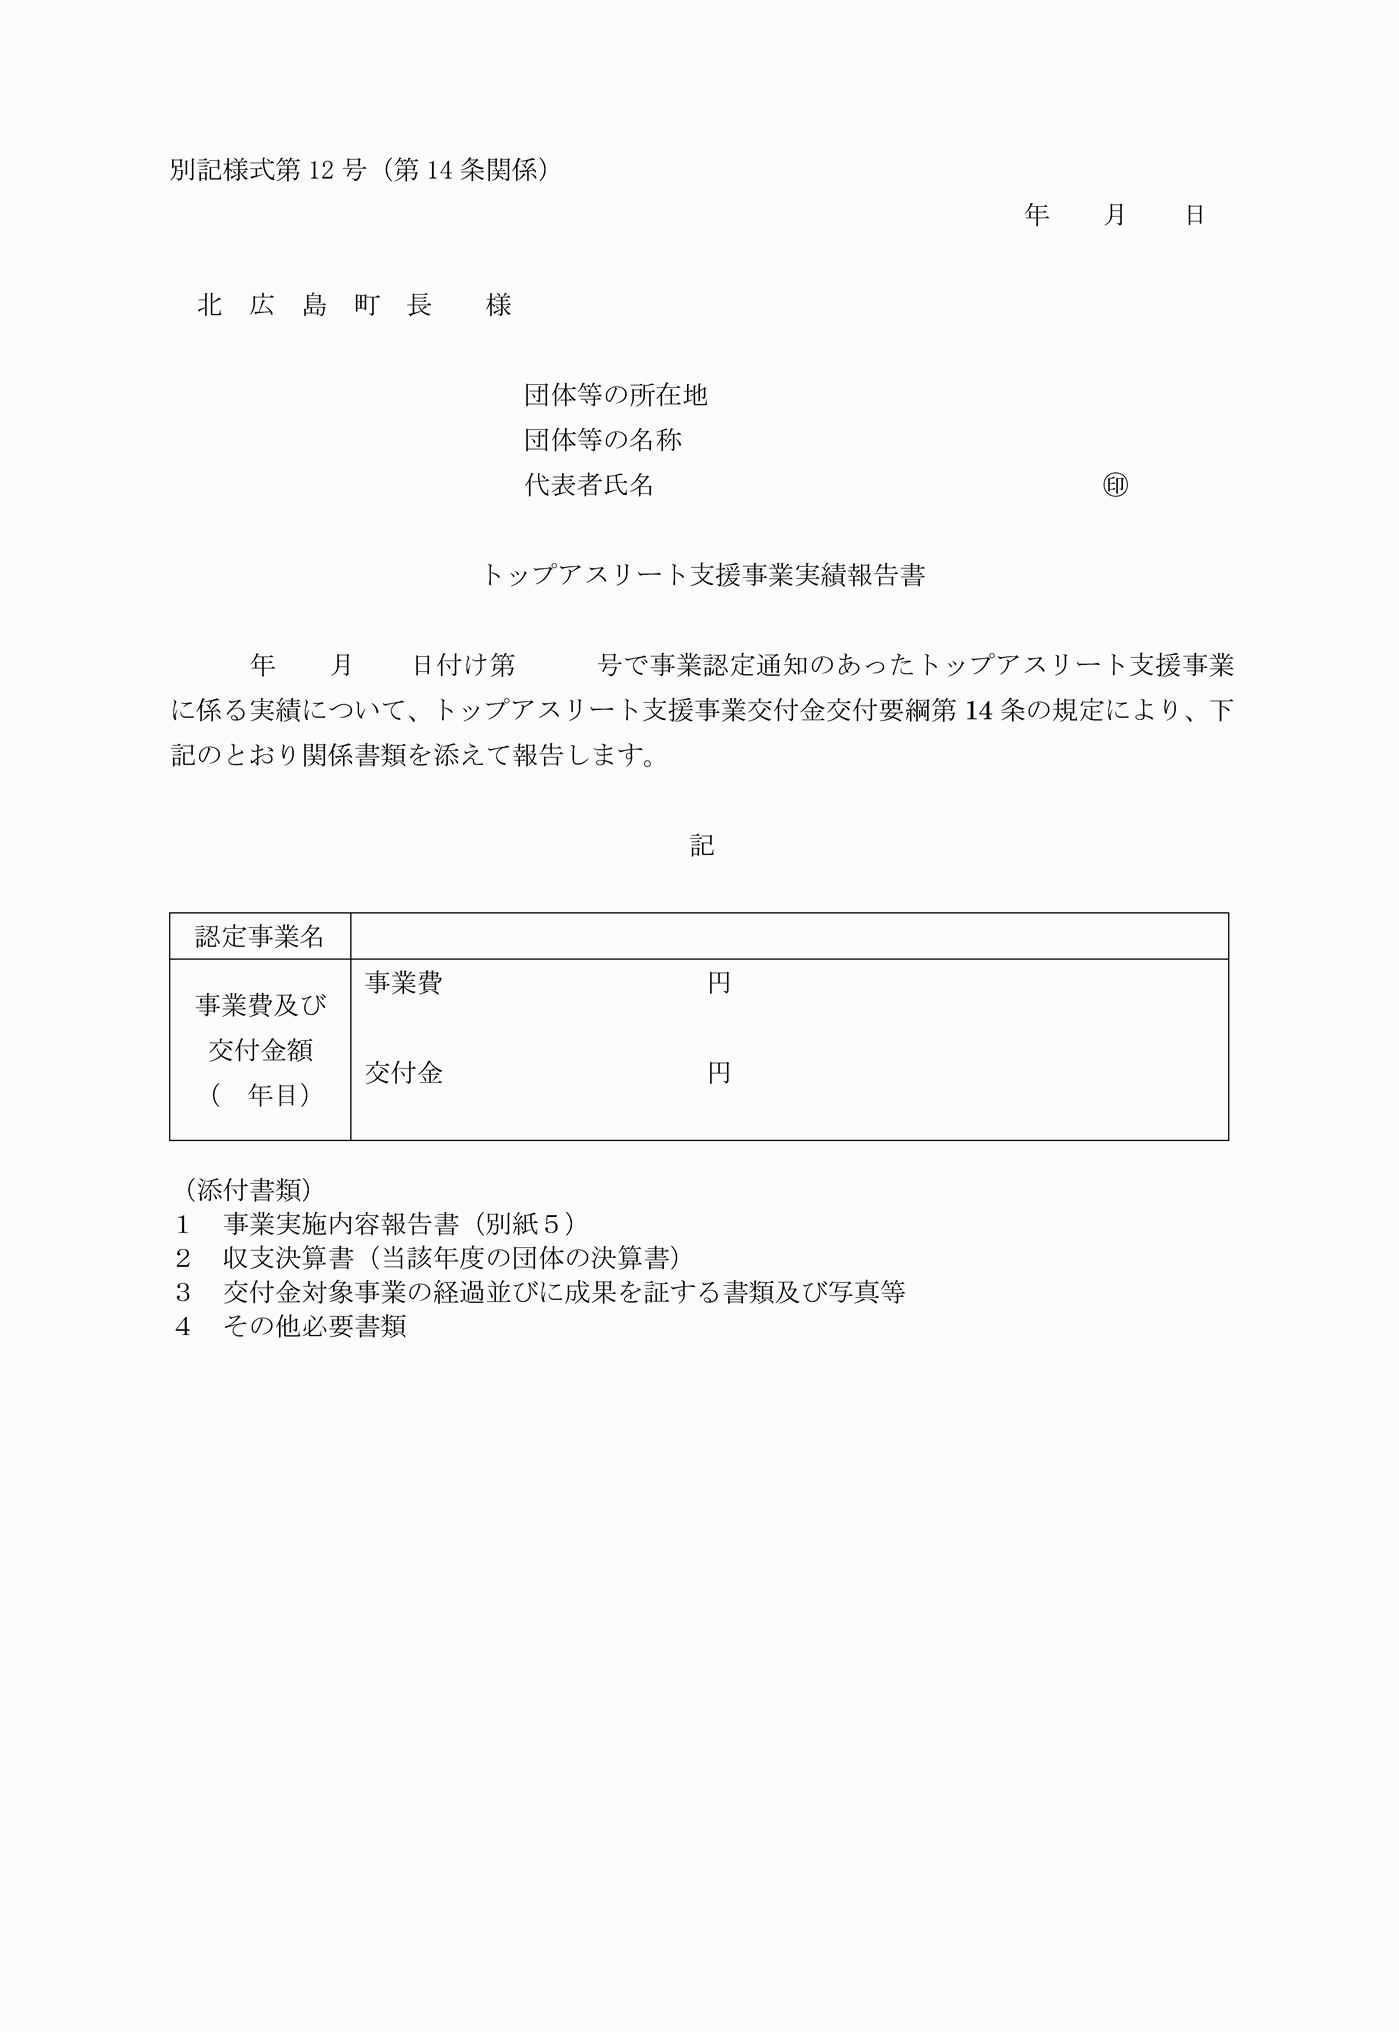 別記様式第 12 号（第 14 条関係）
年　　月　　日
北　広　島　町　長　　様
団体等の所在地
団体等の名称
代表者氏名　　　　　　　　　　　　　　　　　㊞
トップアスリート支援事業実績報告書
年　　月　　日付け第　　　号で事業認定通知のあったトップアスリート支援事業
に係る実績について、トップアスリート支援事業交付金交付要綱第 14 条の規定により、下
記のとおり関係書類を添えて報告します。
記
認定事業名
事業費及び
交付金額
（　年目）
事業費　　　　　　　　　　円
交付金　　　　　　　　　　円
（添付書類）
１　事業実施内容報告書（別紙５）
２　収支決算書（当該年度の団体の決算書）
３　交付金対象事業の経過並びに成果を証する書類及び写真等
４　その他必要書類